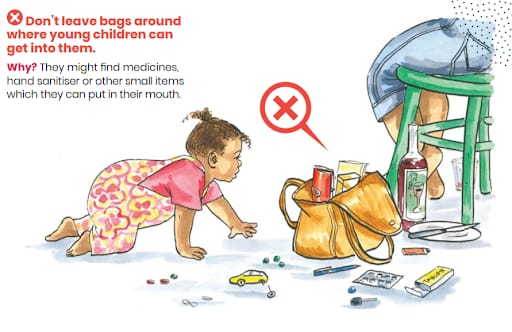 Don't leave bags around
where young children can
get into them.
Why? They might find medicines,
hand sanitiser or other small items
which they can put in their mouth.